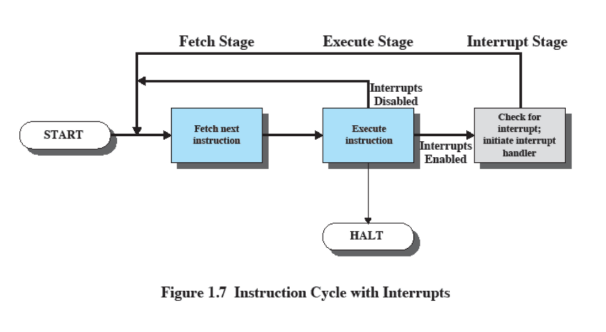 Fetch Stage
Execute Stage
Interrupt Stage
Interrupts
Disabled
START
Fetch next
instruction
Execute
instruction
Interrupts
Enabled
Check for
interrupt;
initiate interrupt
handler
HALT
Figure 1.7 Instruction Cycle with Interrupts